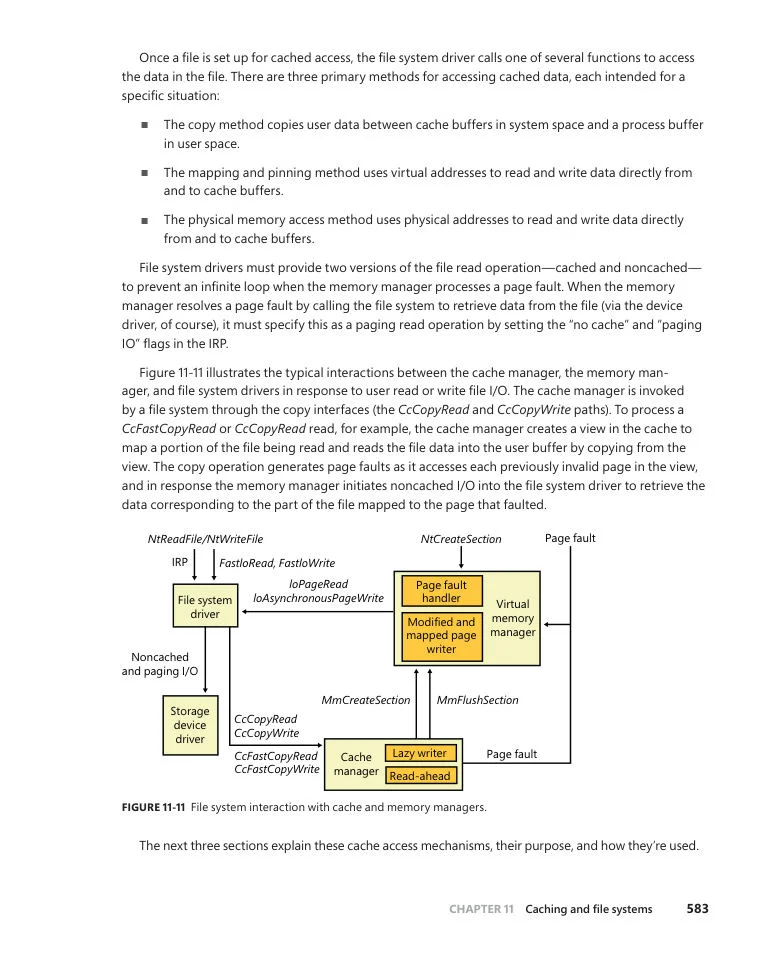 Once a file is set up for cached access, the file system driver calls one of several functions to access
the data in the file. There are three primary methods for accessing cached data, each intended for a
specific situation:
■ The copy method copies user data between cache buffers in system space and a process buffer
in user space.
■ The mapping and pinning method uses virtual addresses to read and write data directly from
and to cache buffers.
■ The physical memory access method uses physical addresses to read and write data directly
from and to cache buffers.
File system drivers must provide two versions of the file read operation—cached and noncached—
to prevent an infinite loop when the memory manager processes a page fault. When the memory
manager resolves a page fault by calling the file system to retrieve data from the file (via the device
driver, of course), it must specify this as a paging read operation by setting the “no cache” and “paging
IO” flags in the IRP.
Figure 11-11 illustrates the typical interactions between the cache manager, the memory man-
ager, and file system drivers in response to user read or write file I/O. The cache manager is invoked
by a file system through the copy interfaces (the CcCopyRead and CcCopyWrite paths). To process a
CcFastCopyRead or CcCopyRead read, for example, the cache manager creates a view in the cache to
map a portion of the file being read and reads the file data into the user buffer by copying from the
view. The copy operation generates page faults as it accesses each previously invalid page in the view,
and in response the memory manager initiates noncached I/O into the file system driver to retrieve the
data corresponding to the part of the file mapped to the page that faulted.
NtReadFile/NtWriteFile
NtCreateSection
Page fault
IRP
FastIoRead, FastIoWrite
IoPageRead
IoAsynchronousPageWrite
File system
driver
Page fault
handler
Modified and
mapped page
writer
Virtual
memory
manager
Noncached
and paging I/O
MmCreateSection
MmFlushSection
Storage
device
driver
CcCopyRead
CcCopyWrite
CcFastCopyRead
CcFastCopyWrite
Cache
manager
Lazy writer
Read-ahead
Page fault
FIGURE 11-11 File system interaction with cache and memory managers.
The next three sections explain these cache access mechanisms, their purpose, and how they’re used.
CHAPTER 11 Caching and file systems 583